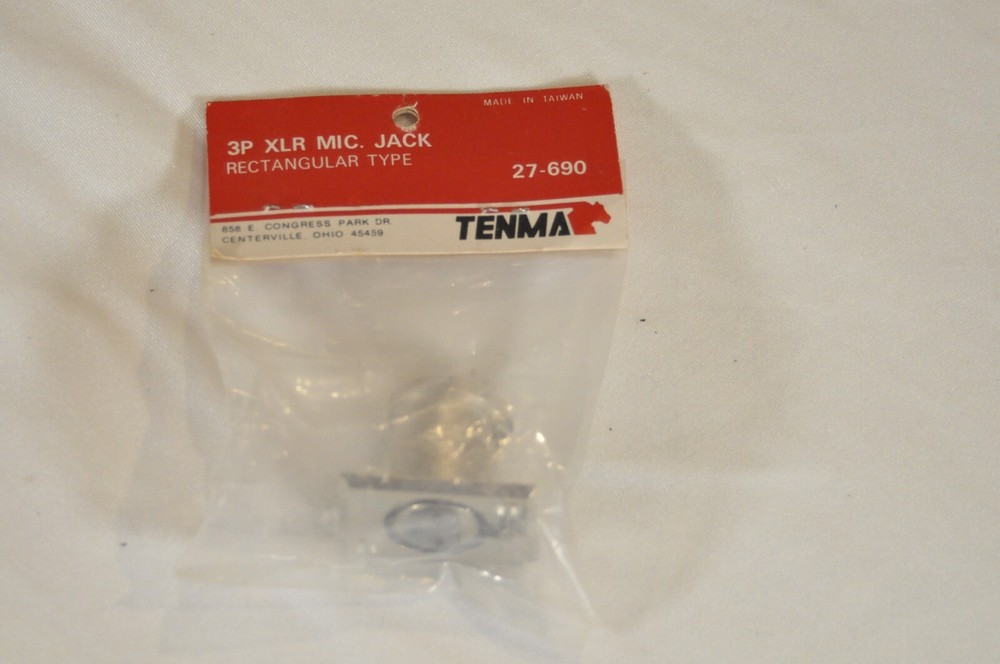 MADE IN TAIWAN
3P XLR MIC. JACK
RECTANGULAR TYPE
27-690
858 E. CONGRESS PARK DR.
CENTERVILLE, OHIO 45459
TENMA